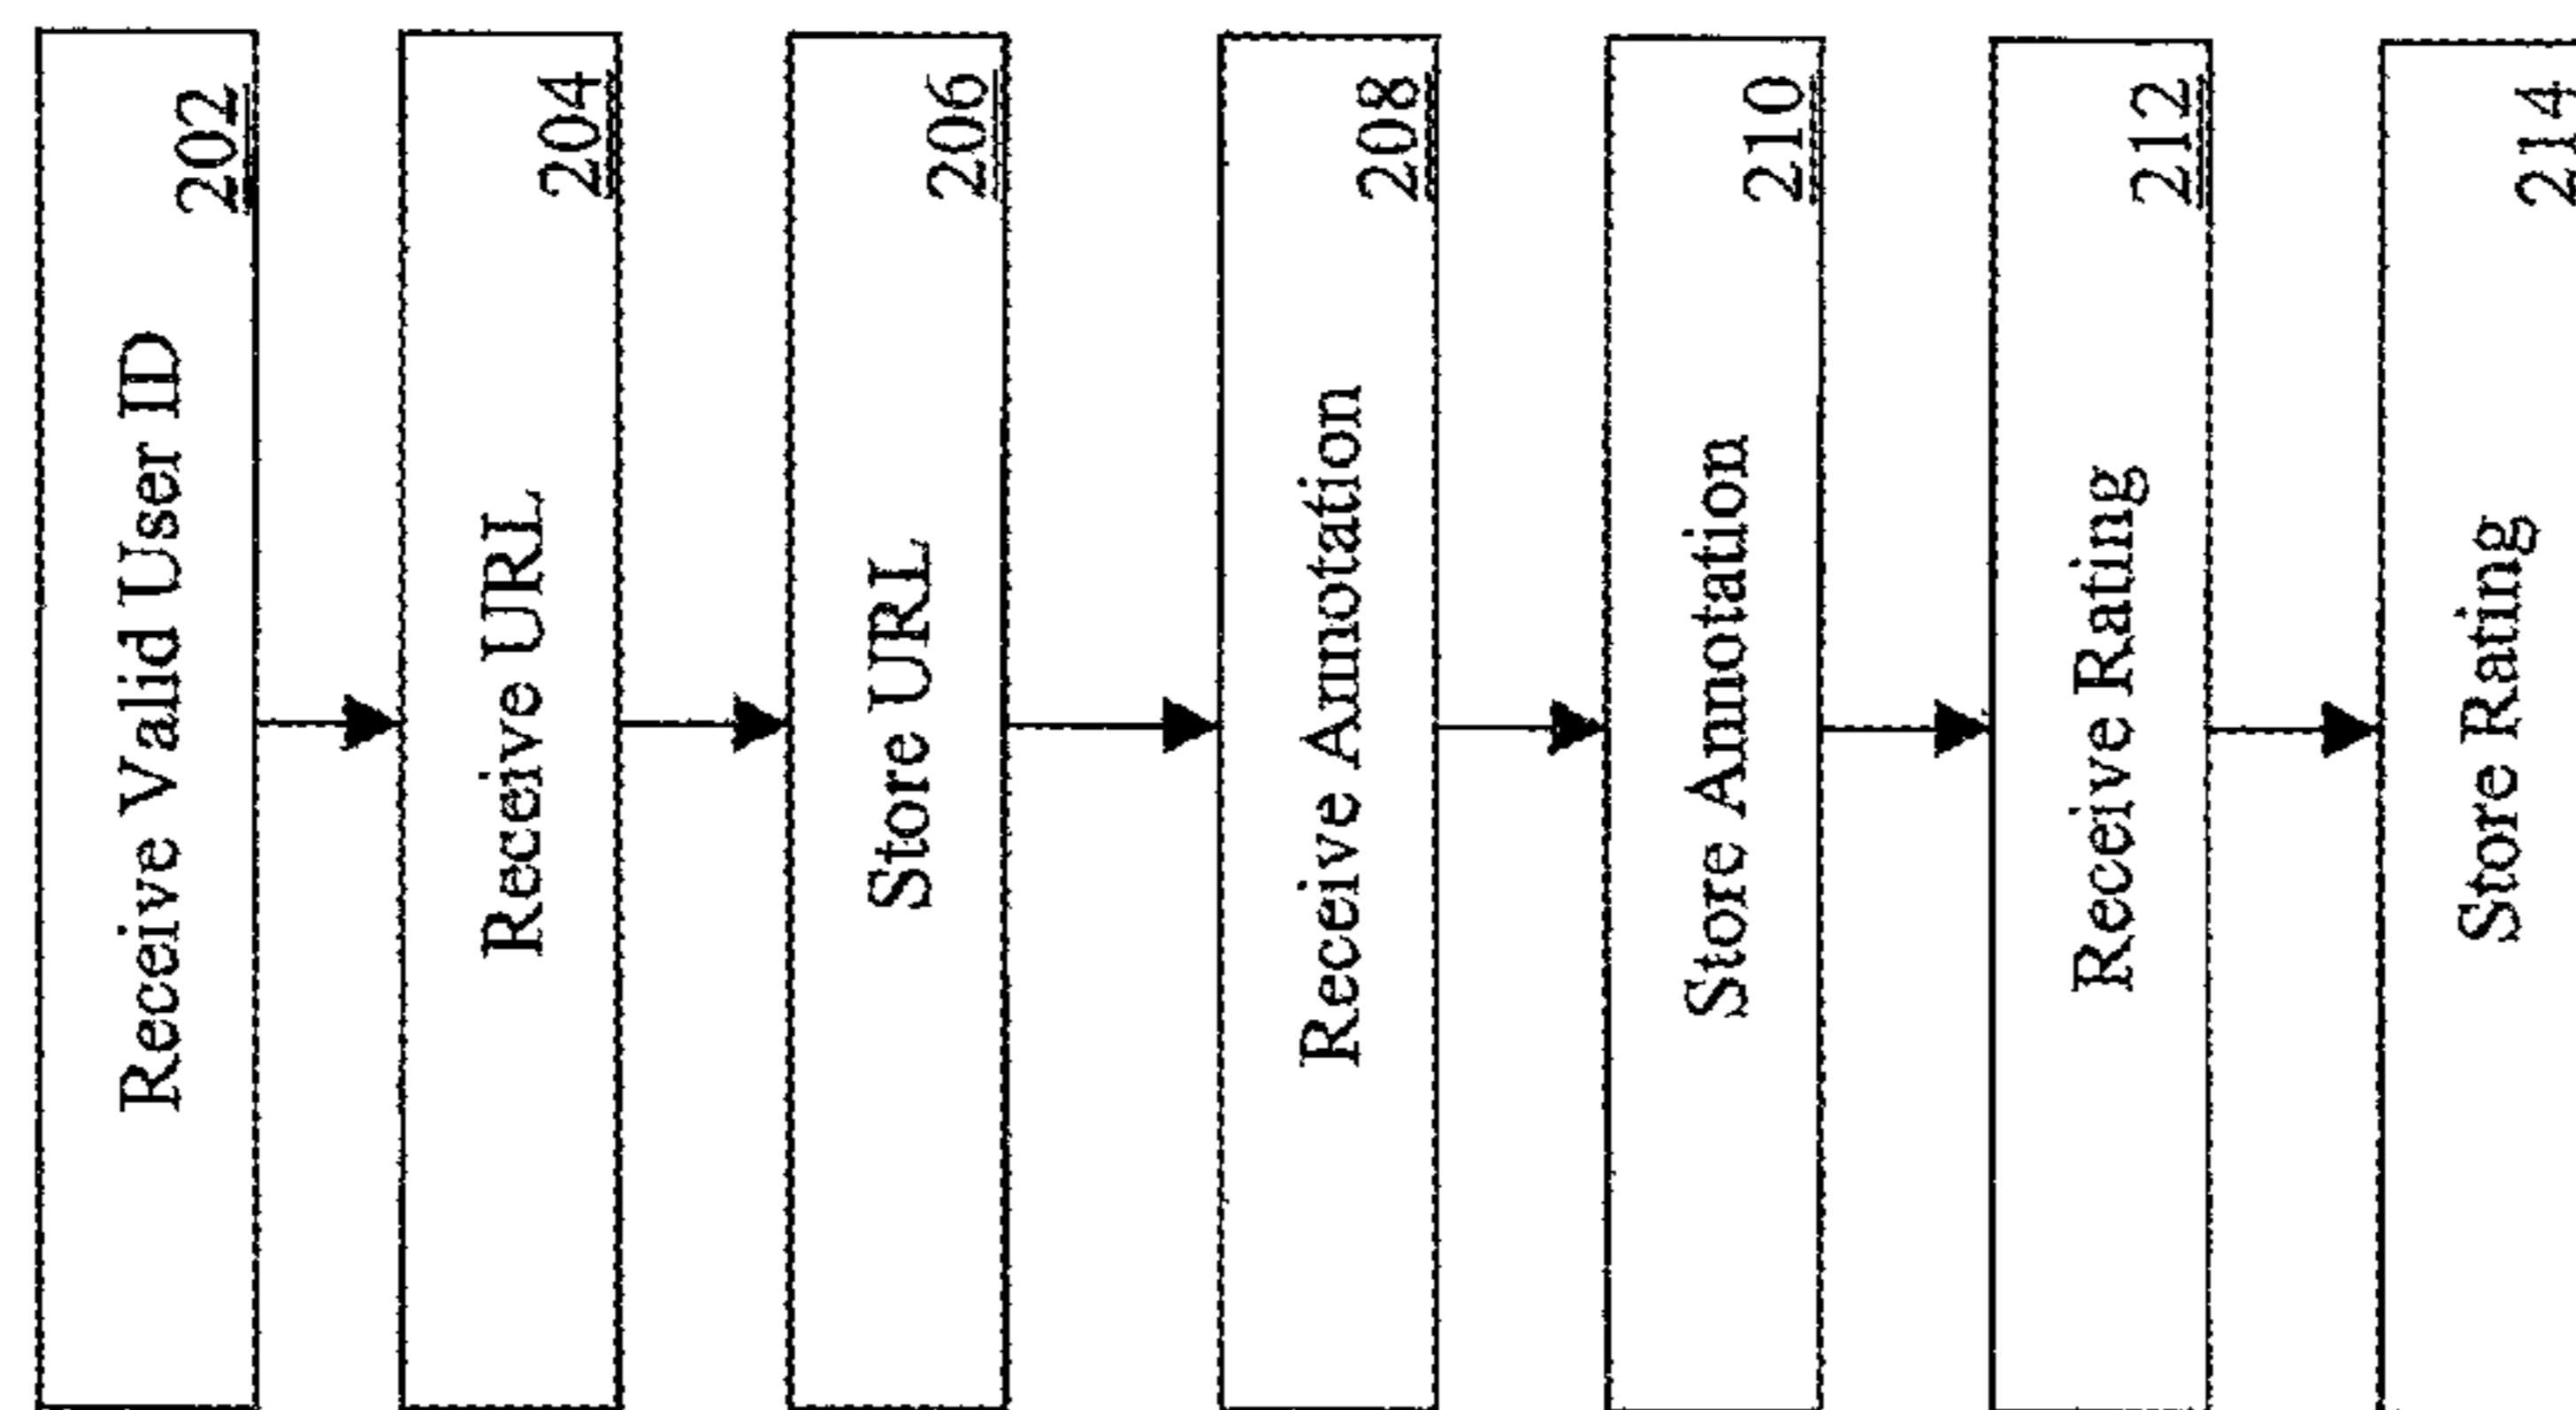 Receive Valid User ID
202
Receive URL
204
Store URL
206
Receive Annotation
208
Store Annotation
210
Receive Rating
212
Store Rating
214